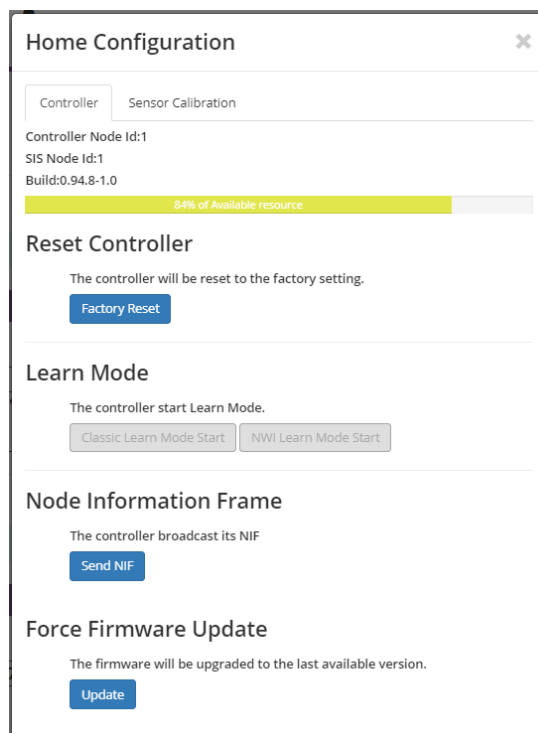 Home Configuration
Controller
Sensor Calibration
Controller Node Id:1
SIS Node Id:1
Build:0.94.8-1.0
84% of Available resource
Reset Controller
The controller will be reset to the factory setting.
Factory Reset
Learn Mode
The controller start Learn Mode.
Classic Learn Mode Start
NWI Learn Mode Start
Node Information Frame
The controller broadcast its NIF
Send NIF
Force Firmware Update
The firmware will be upgraded to the last available version.
Update